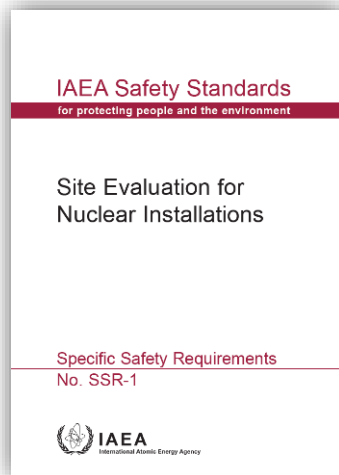 IAEA Safety Standards
for protecting people and the environment
Site Evaluation for
Nuclear Installations
Specific Safety Requirements
No. SSR-1
IAEA
International Atomic Energy Agency